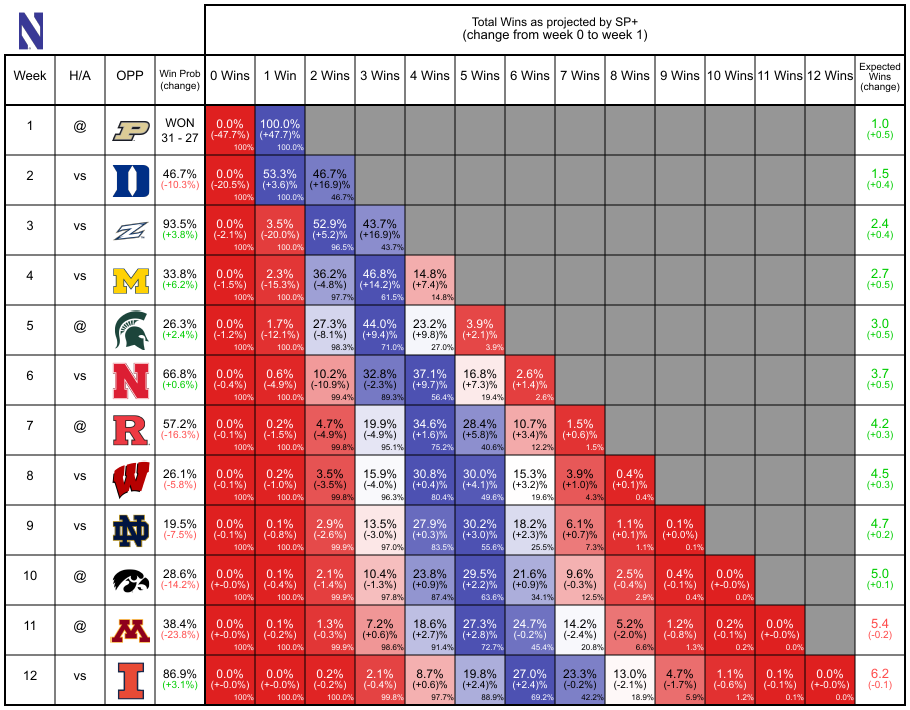 N
Total Wins as projected by SP+
(change from week 0 to week 1)
Week H/A OPP Win Prob (change) 0 Wins 1 Win 2 Wins 3 Wins 4 Wins 5 Wins 6 Wins 7 Wins 8 Wins 9 Wins 10 Wins 11 Wins 12 Wins Expected Wins (change)
1 @ P WON 0.0% 100.0% 1.0
31 - 27 (-47.7%) (+47.7)% (+0.5)
100% 100.0%
2 vs D 46.7% 53.3% 46.7% 1.5
(-10.3%) 0.0% (-20.5%) (+3.6)% (+16.9)% (+0.4)
100% 100.0% 46.7%
3 vs Z 93.5% 0.0% 3.5% 52.9% 43.7% 2.4
(+3.8%) (-2.1%) (-20.0%) (+5.2)% (+16.9)% (+0.4)
100% 100.0% 96.5% 43.7%
4 vs M 33.8% 0.0% 2.3% 36.2% 46.8% 14.8% 2.7
(+6.2%) (-1.5%) (-15.3%) (-4.8%) (+14.2)% (+7.4)% (+0.5)
100% 100.0% 97.7% 61.5% 14.8%
5 @ 26.3% 0.0% 1.7% 27.3% 44.0% 23.2% 3.9% 3.0
(+2.4%) (-1.2%) (-12.1%) (-8.1%) (+9.4)% (+9.8)% (+2.1)% (+0.5)
100% 100.0% 98.3% 71.0% 27.0% 3.9%
6 vs N 66.8% 0.0% 0.6% 10.2% 32.8% 37.1% 16.8% 2.6% 3.7
(+0.6%) (-0.4%) (-4.9%) (-10.9%) (-2.3%) (+9.7)% (+7.3)% (+1.4)% (+0.5)
100% 100.0% 99.4% 89.3% 56.4% 19.4% 2.6%
7 @ R 57.2% 0.0% 0.2% 4.7% 19.9% 34.6% 28.4% 10.7% 1.5% 4.2
(-16.3%) (-0.1%) (-1.5%) (-4.9%) (-4.9%) (+1.6)% (+5.8)% (+3.4)% (+0.6)% (+0.3)
100% 100.0% 99.8% 95.1% 75.2% 40.6% 12.2% 1.5%
8 vs W 26.1% 0.0% 0.2% 3.5% 15.9% 30.8% 30.0% 15.3% 3.9% 0.4% 4.5
(-5.8%) (-0.1%) (-1.0%) (-3.5%) (-4.0%) (+0.4)% (+4.1)% (+3.2)% (+1.0)% (+0.1)% (+0.3)
100% 100.0% 99.8% 96.3% 80.4% 49.6% 19.6% 4.3% 0.4%
9 vs ND 19.5% 0.0% 0.1% 2.9% 13.5% 27.9% 30.2% 18.2% 6.1% 1.1% 0.1% 4.7
(-7.5%) (-0.1%) (-0.8%) (-2.6%) (-3.0%) (+0.3)% (+3.0)% (+2.3)% (+0.7)% (+0.1)% (+0.0)% (+0.2)
100% 100.0% 99.9% 97.0% 83.5% 55.6% 25.5% 7.3% 1.1% 0.1%
10 @ 28.6% 0.0% 0.1% 2.1% 10.4% 23.8% 29.5% 21.6% 9.6% 2.5% 0.4% 0.0% 5.0
(-14.2%) (+-0.0%) (-0.4%) (-1.4%) (-1.3%) (+0.9)% (+2.2)% (+0.9)% (-0.3%) (-0.4%) (-0.1%) (+-0.0%) (+0.1)
100% 100.0% 99.9% 97.8% 87.4% 63.6% 34.1% 12.5% 2.9% 0.4% 0.0%
11 @ M 38.4% 0.0% 0.1% 1.3% 7.2% 18.6% 27.3% 24.7% 14.2% 5.2% 1.2% 0.2% 0.0% 5.4
(-23.8%) (+-0.0%) (-0.2%) (-0.3%) (+0.6)% (+2.7)% (+2.8)% (-0.2%) (-2.4%) (-2.0%) (-0.8%) (-0.1%) (+-0.0%) (-0.2)
100% 100.0% 99.9% 98.6% 91.4% 72.7% 45.4% 20.8% 6.6% 1.3% 0.2% 0.0%
12 vs I 86.9% 0.0% 0.0% 0.2% 2.1% 8.7% 19.8% 27.0% 23.3% 13.0% 4.7% 1.1% 0.1% 0.0% 6.2
(+3.1%) (+-0.0%) (+-0.0%) (-0.2%) (-0.4%) (+0.6)% (+2.4)% (+2.4)% (-0.2%) (-2.1%) (-1.7%) (-0.6%) (-0.1%) (+-0.0%) (-0.1)
100% 100.0% 100.0% 99.8% 97.7% 88.9% 69.2% 42.2% 18.9% 5.9% 1.2% 0.1% 0.0%